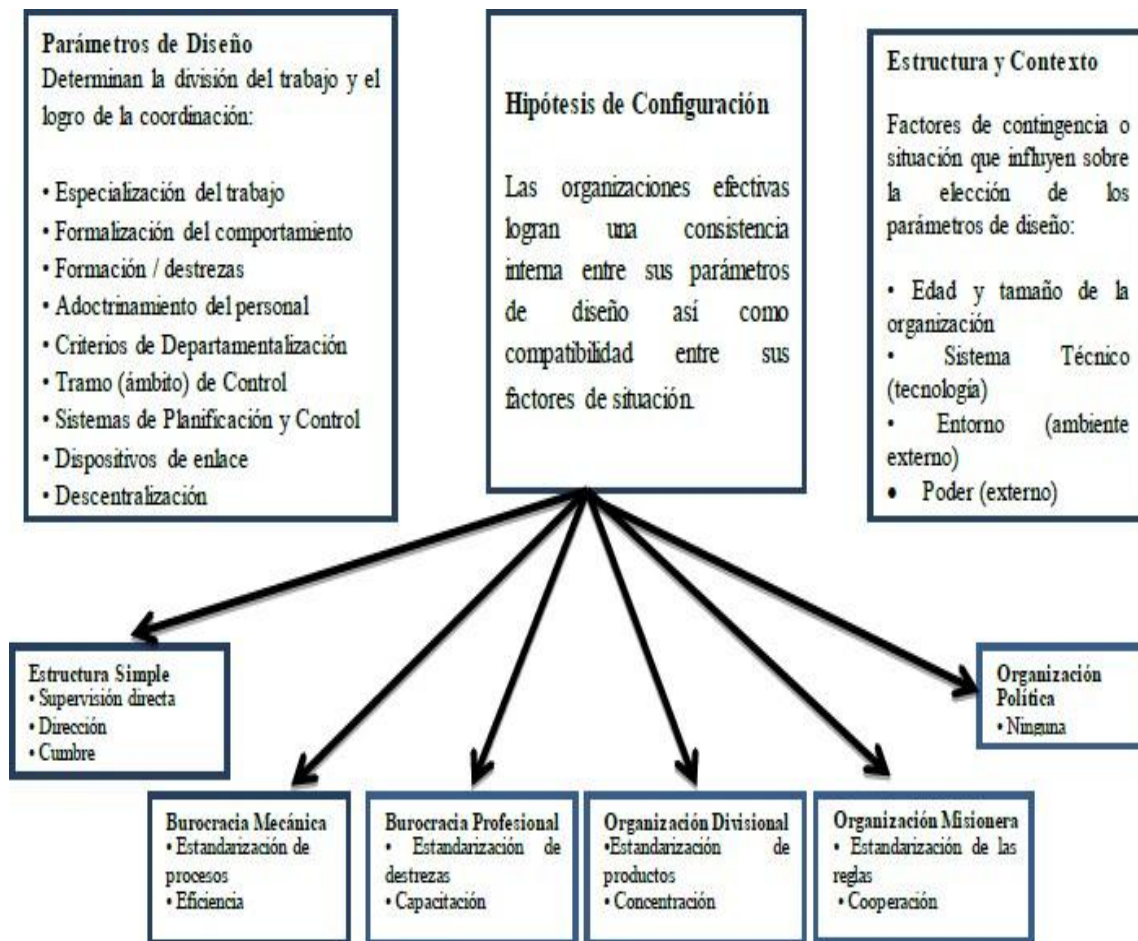 Parámetros de Diseño
Determinan la división del trabajo y el
logro de la coordinación:
• Especialización del trabajo
• Formalización del comportamiento
• Formación / destrezas
• Adoctrinamiento del personal
• Criterios de Departamentalización
• Tramo (ámbito) de Control
• Sistemas de Planificación y Control
• Dispositivos de enlace
• Descentralización
Hipótesis de Configuración
Las organizaciones efectivas
logran una consistencia
interna entre sus parámetros
de diseño así como
compatibilidad entre sus
factores de situación.
Estructura y Contexto
Factores de contingencia o
situación que influyen sobre
la elección de los
parámetros de diseño:
• Edad y tamaño de la
organización
• Sistema Técnico
(tecnología)
• Entorno (ambiente
externo)
• Poder (externo)
Estructura Simple
• Supervisión directa
• Dirección
• Cumbre
Organización
Política
• Ninguna
Burocracia Mecánica
• Estandarización de
procesos
• Eficiencia
Burocracia Profesional
• Estandarización de
destrezas
• Capacitación
Organización Divisional
•Estandarización de
productos
• Concentración
Organización Misionera
• Estandarización de las
reglas
• Cooperación